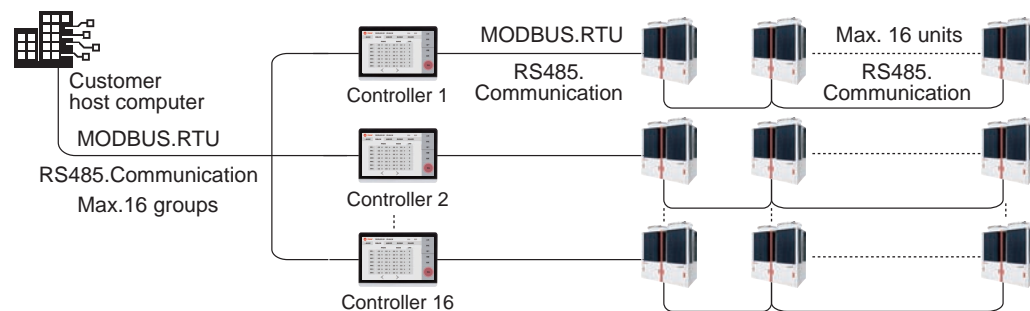 Customer
host computer
MODBUS.RTU
RS485.Communication
Max.16 groups
Controller 1
MODBUS.RTU
RS485.
Communication
Max. 16 units
RS485.
Communication
Controller 2
Controller 16